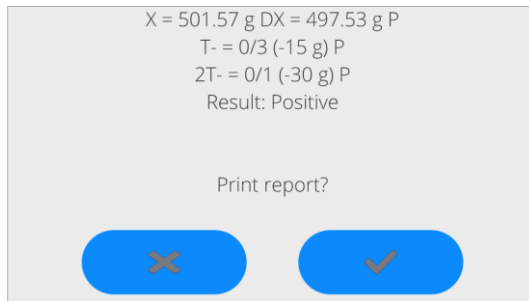 X = 501.57 g DX = 497.53 g P
T- = 0/3 (-15 g) P
2T- = 0/1 (-30 g) P
Result: Positive
Print report?